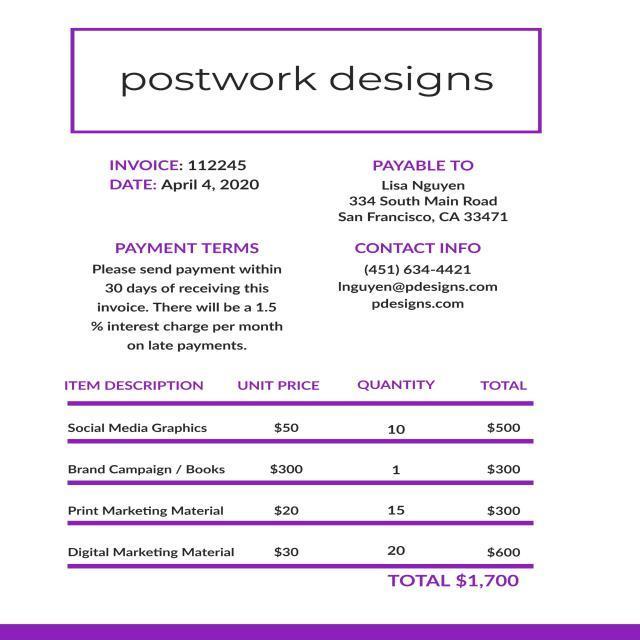 postwork designs
INVOICE: 112245
DATE: April 4, 2020
PAYABLE TO
Lisa Nguyen
334 South Main Road
San Francisco, CA 33471
PAYMENT TERMS
Please send payment within
30 days of receiving this
invoice. There will be a 1.5
% interest charge per month
on late payments.
CONTACT INFO
(451) 634-4421
lnguyen@pdesigns.com
pdesigns.com
ITEM DESCRIPTION UNIT PRICE QUANTITY TOTAL
Social Media Graphics $50 10 $500
Brand Campaign / Books $300 1 $300
Print Marketing Material $20 15 $300
Digital Marketing Material $30 20 $600
TOTAL $1,700